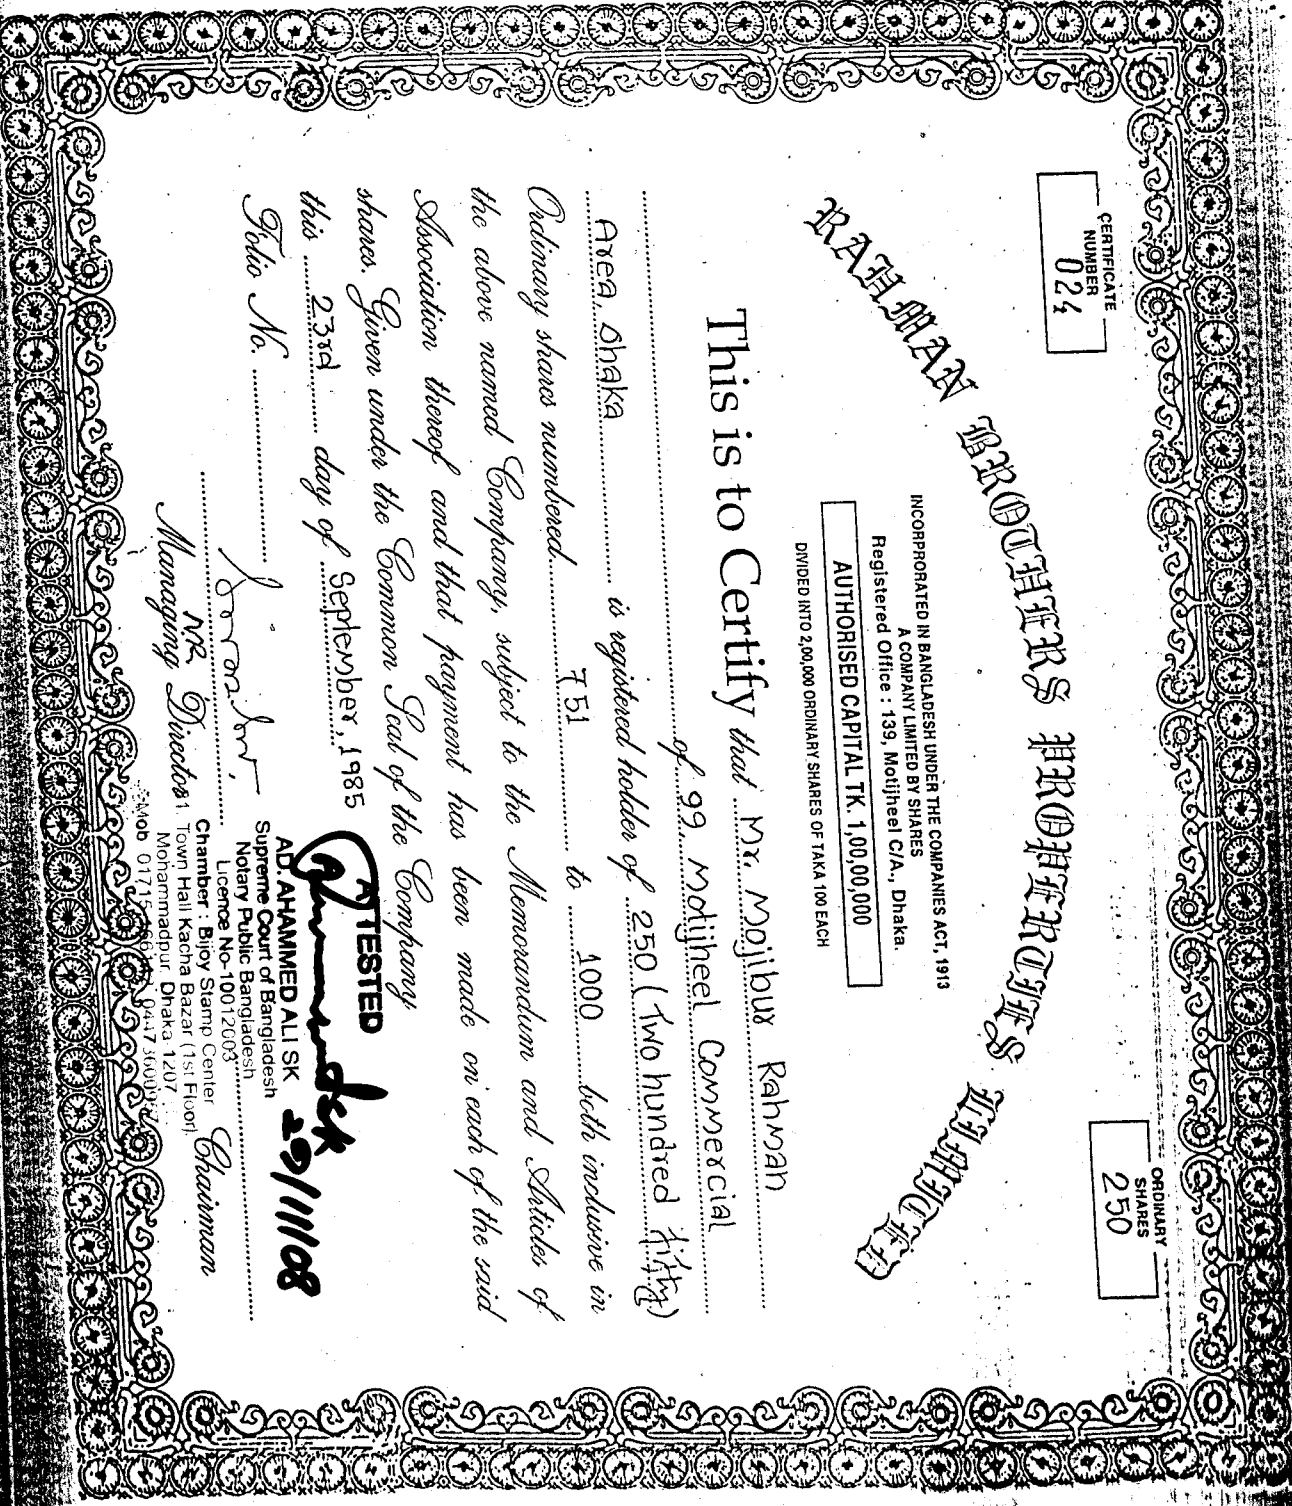 CERTIFICATE
NUMBER
024
ORDINARY
SHARES
250
RAHMAN BROTHERS PROPERTIES LIMITED
INCORPORATED IN BANGLADESH UNDER THE COMPANIES ACT, 1913
A COMPANY LIMITED BY SHARES
Registered Office : 139, Motijheel C/A., Dhaka.
AUTHORISED CAPITAL TK. 1,00,00,000
DIVIDED INTO 2,00,000 ORDINARY SHARES OF TAKA 100 EACH
This is to Certify that Mr. Mojibur Rahman
of 99 Motijheel Commercial
Area, Dhaka is registered holder of 250 (Two hundred fifty)
Ordinary shares numbered 751 to 1000 both inclusive in
the above named Company, subject to the Memorandum and Articles of
Association thereof and that payment has been made on each of the said
shares. Given under the Common Seal of the Company
this 23rd day of September, 1985
Folio No.
Managing Director
Chairman
ATTESTED
29/11/08
AD. AHAMMED ALI SK
Supreme Court of Bangladesh
Notary Public Bangladesh
Licence No-10012003
Chamber : Bijoy Stamp Center
Town Hall Kacha Bazar (1st Floor)
Mohammadpur, Dhaka 1207
Mob